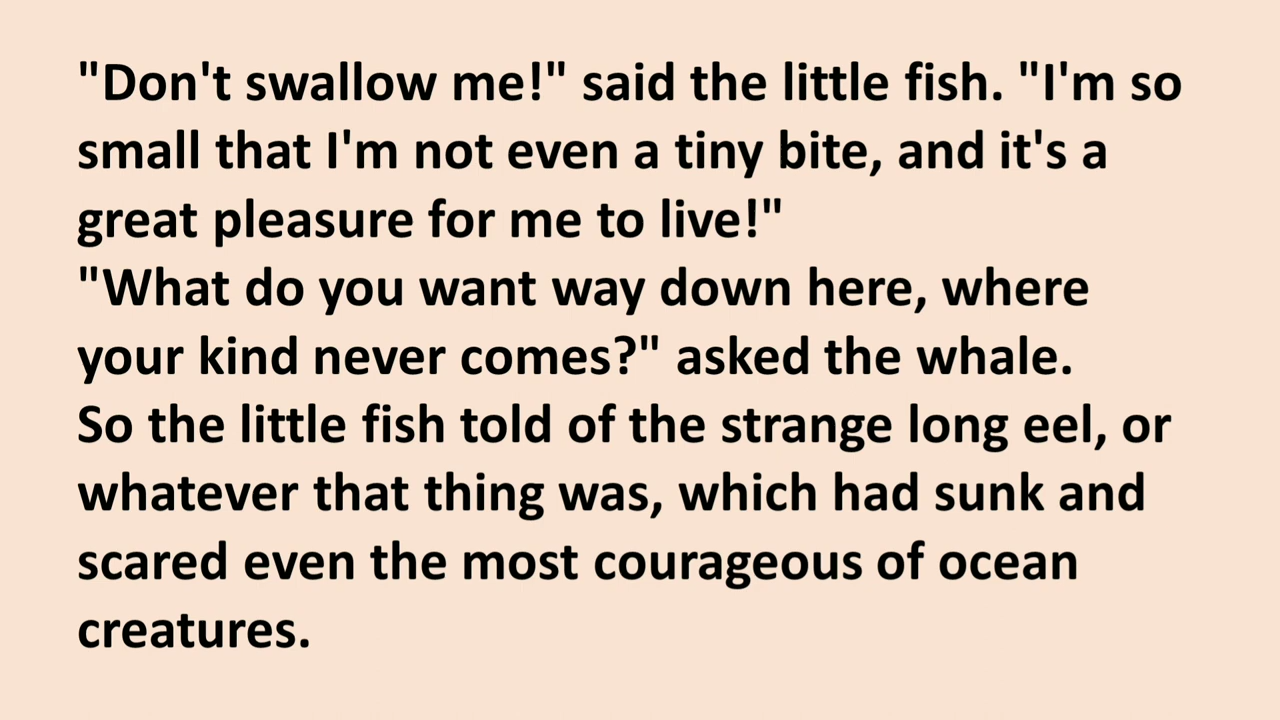 "Don't swallow me!" said the little fish. "I'm so
small that I'm not even a tiny bite, and it's a
great pleasure for me to live!"
"What do you want way down here, where
your kind never comes?" asked the whale.
So the little fish told of the strange long eel, or
whatever that thing was, which had sunk and
scared even the most courageous of ocean
creatures.